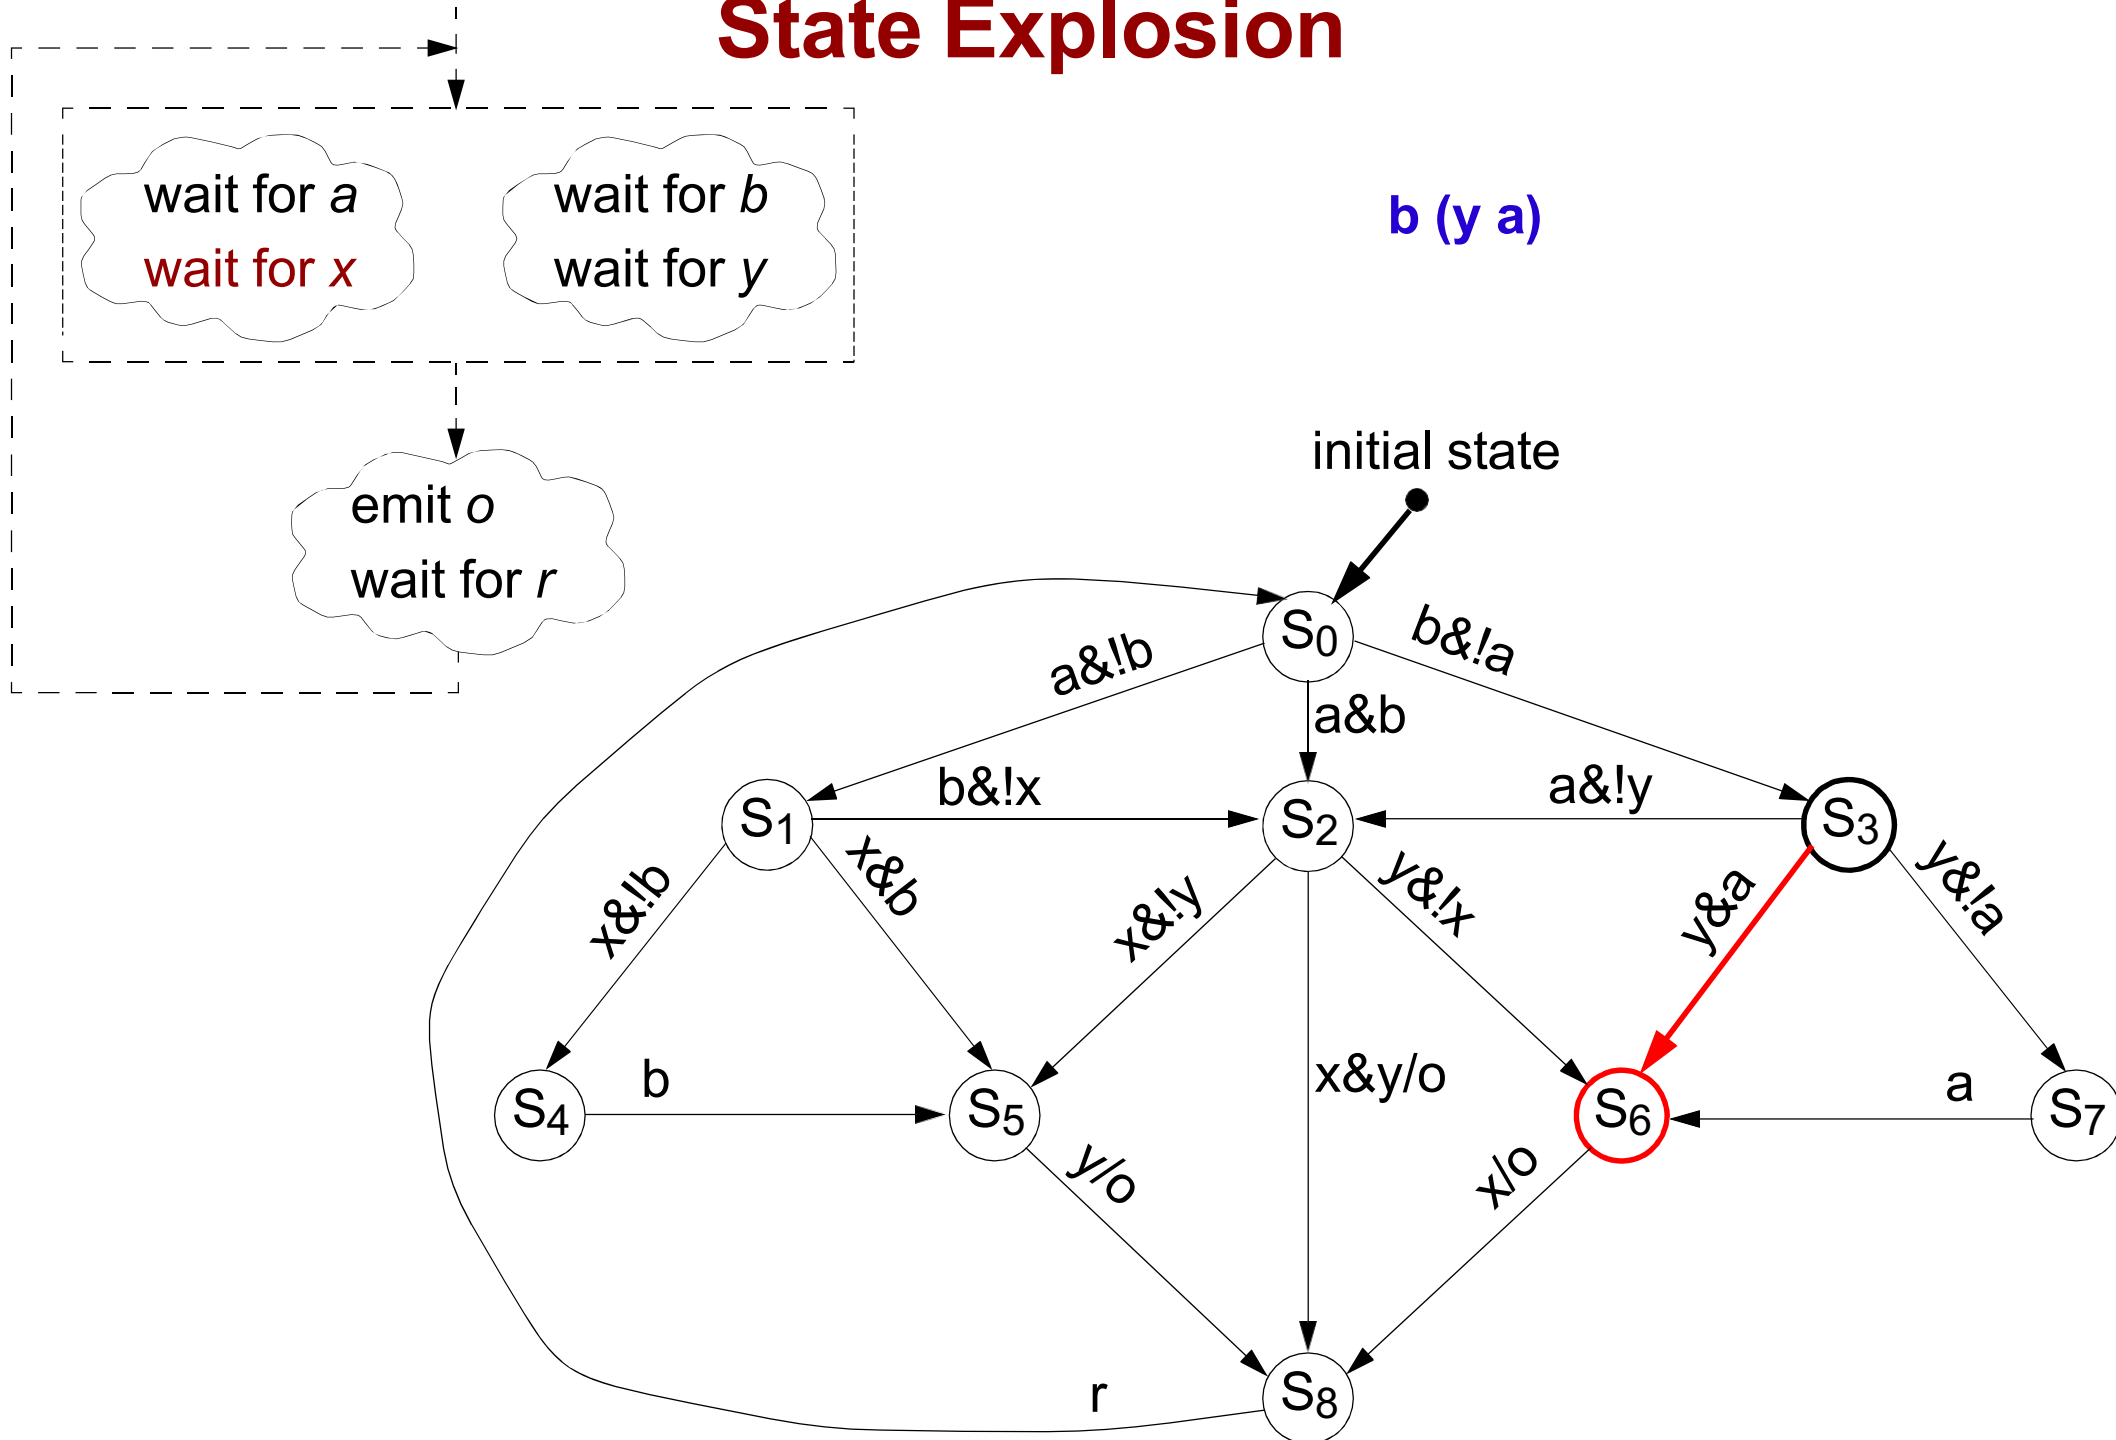 State Explosion
wait for a
wait for x
wait for b
wait for y
b (y a)
emit o
wait for r
initial state
S0
a&!b
b&!a
a&b
S1
b&!x
S2
a&!y
S3
x&!b
x&b
x&!y
y&!x
y&a
y&!a
S4
b
S5
x&y/o
S6
a
S7
y/o
x/o
r
S8